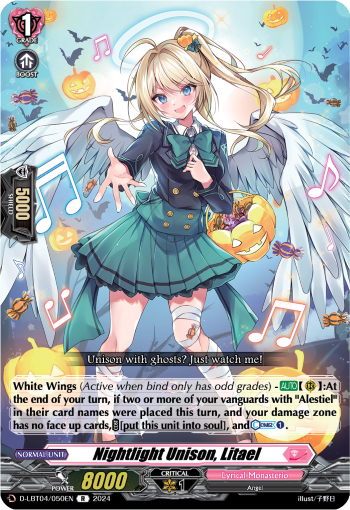 1
GRADE
BOOST
5000
SHIELD
Unison with ghosts? Just watch me!
White Wings (Active when bind only has odd grades) - AUTO :At
the end of your turn, if two or more of your vanguards with "Alestiel"
in their card names were placed this turn, and your damage zone
has no face up cards, [put this unit into soul], and 1.
NORMAL UNIT
Nightlight Unison, Litael
POWER 8000
CRITICAL
1
Lyrical Monasterio
Angel
D-LBT04/050EN R 2024
illust/子野日